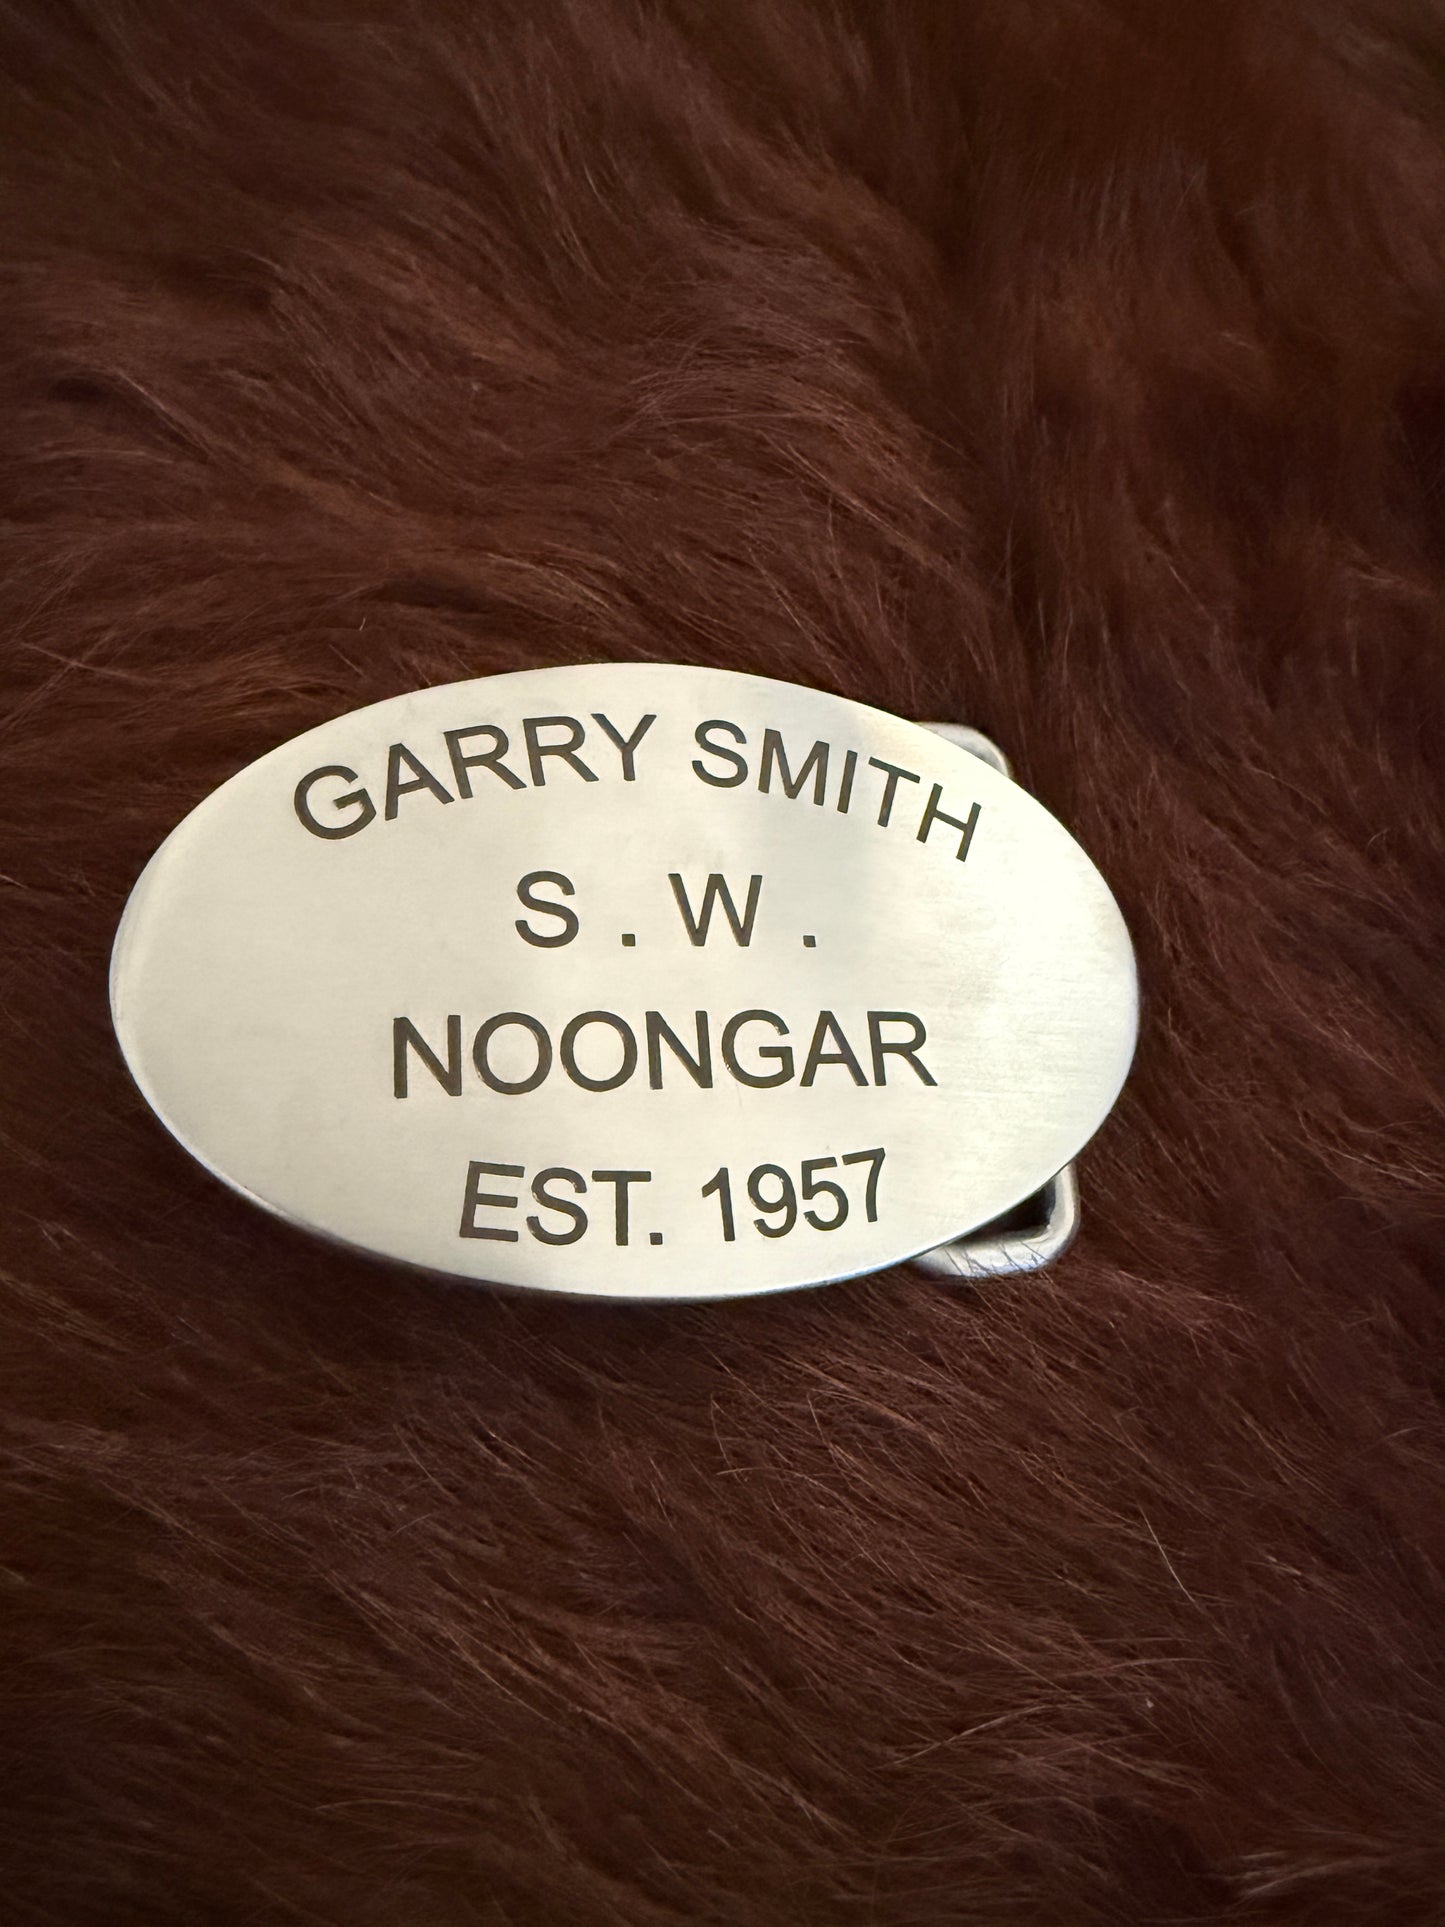 GARRY SMITH
S . W .
NOONGAR
EST. 1957